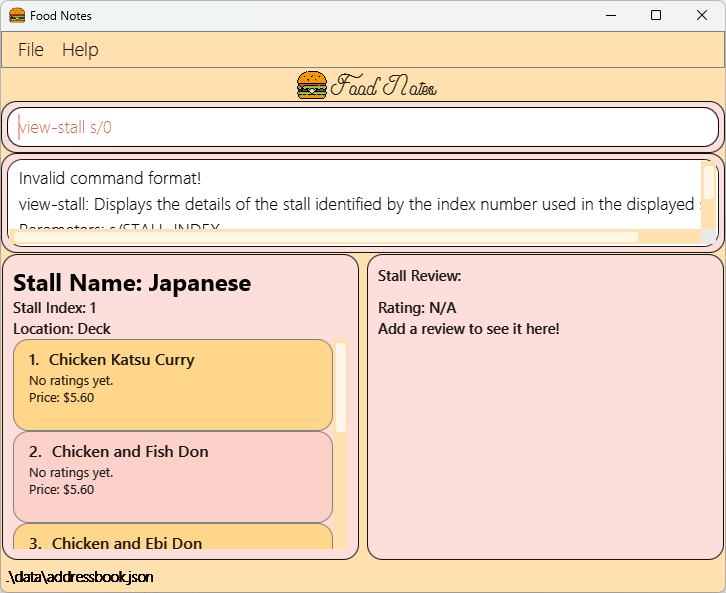 Food Notes
File Help
Food Notes
view-stall s/0
Invalid command format!
view-stall: Displays the details of the stall identified by the index number used in the displayed
Parameters: s/STALL_INDEX
Stall Name: Japanese
Stall Index: 1
Location: Deck
1. Chicken Katsu Curry
No ratings yet.
Price: $5.60
2. Chicken and Fish Don
No ratings yet.
Price: $5.60
3. Chicken and Ebi Don
Stall Review:
Rating: N/A
Add a review to see it here!
.\data\addressbook.json